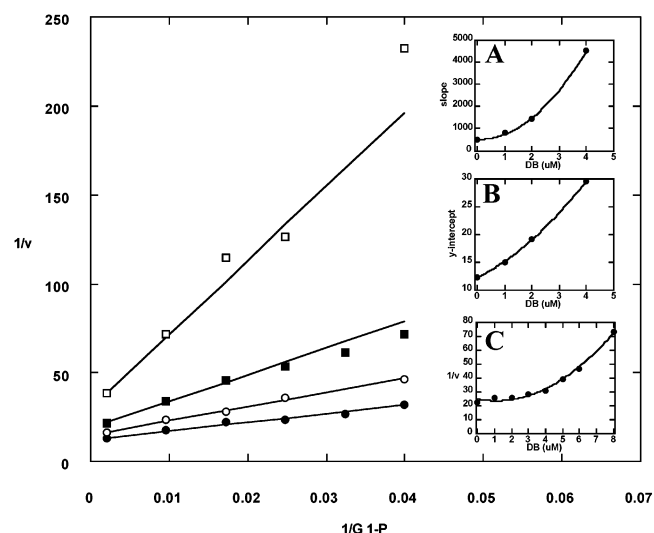 250
200
150
100
50
0
1/v
0
0.01
0.02
0.03
0.04
0.05
0.06
0.07
1/G 1-P
A
5000
4000
3000
2000
1000
0
slope
0 1 2 3 4 5
DB (uM)
B
30
25
20
15
10
y-intercept
0 1 2 3 4 5
DB (uM)
C
80
70
60
50
40
30
20
10
0
1/v
0 1 2 3 4 5 6 7 8
DB (uM)